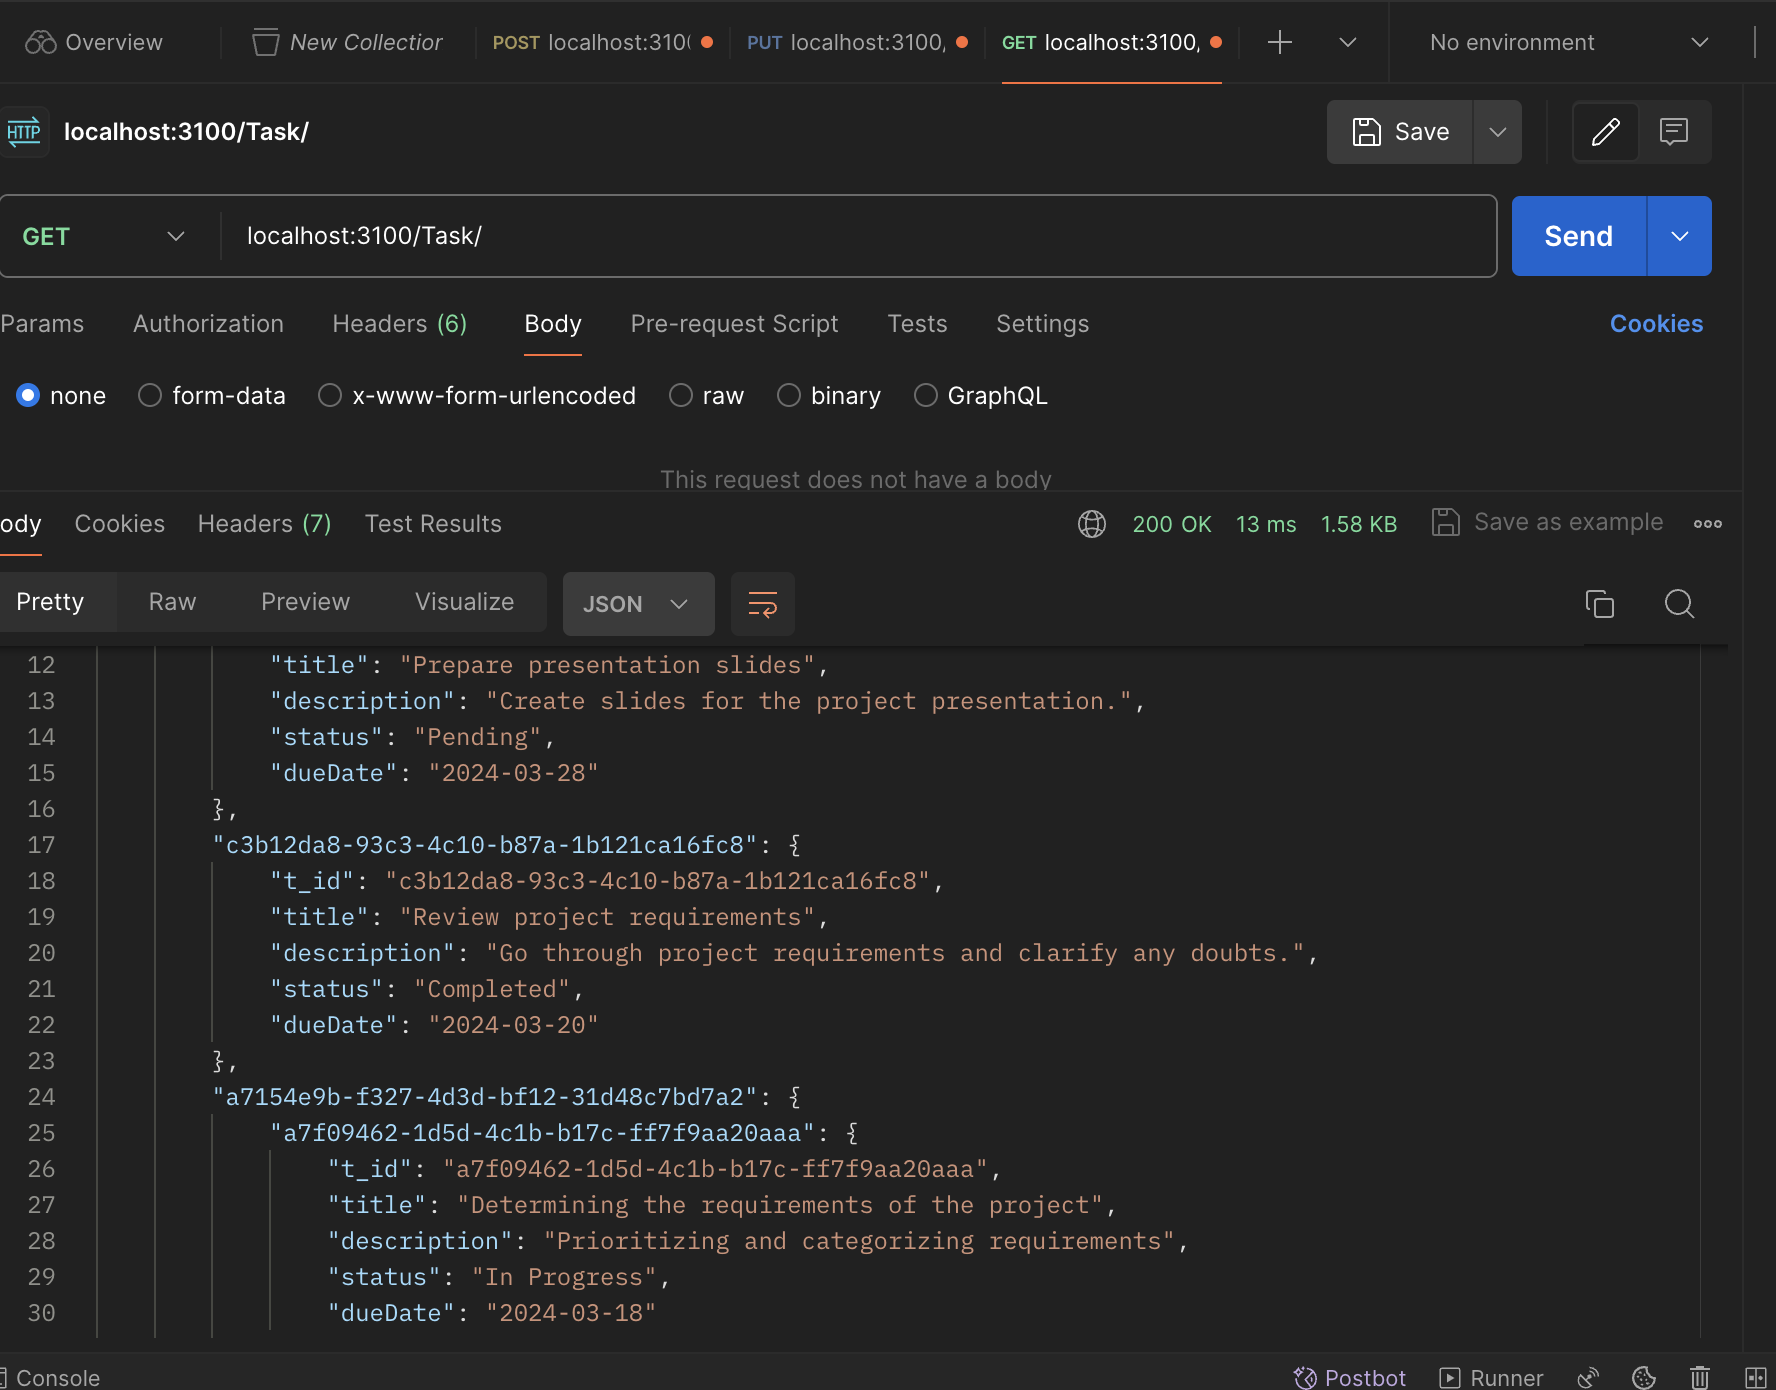 Overview New Collectior POST localhost:310( PUT localhost:3100, GET localhost:3100, No environment
HTTP localhost:3100/Task/ Save
GET localhost:3100/Task/ Send
Params Authorization Headers (6) Body Pre-request Script Tests Settings Cookies
none form-data x-www-form-urlencoded raw binary GraphQL
This request does not have a body
ody Cookies Headers (7) Test Results 200 OK 13 ms 1.58 KB Save as example
Pretty Raw Preview Visualize JSON
12 "title": "Prepare presentation slides",
13 "description": "Create slides for the project presentation.",
14 "status": "Pending",
15 "dueDate": "2024-03-28"
16 },
17 "c3b12da8-93c3-4c10-b87a-1b121ca16fc8": {
18 "t_id": "c3b12da8-93c3-4c10-b87a-1b121ca16fc8",
19 "title": "Review project requirements",
20 "description": "Go through project requirements and clarify any doubts.",
21 "status": "Completed",
22 "dueDate": "2024-03-20"
23 },
24 "a7154e9b-f327-4d3d-bf12-31d48c7bd7a2": {
25 "a7f09462-1d5d-4c1b-b17c-ff7f9aa20aaa": {
26 "t_id": "a7f09462-1d5d-4c1b-b17c-ff7f9aa20aaa",
27 "title": "Determining the requirements of the project",
28 "description": "Prioritizing and categorizing requirements",
29 "status": "In Progress",
30 "dueDate": "2024-03-18"
Console Postbot Runner